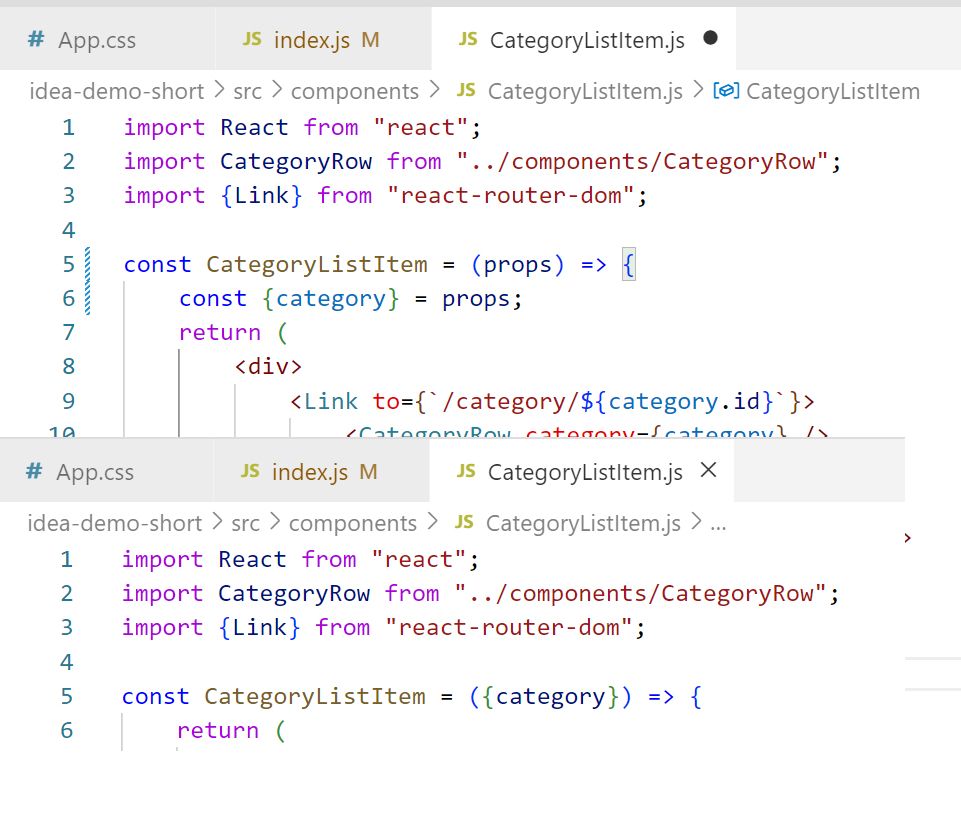 # App.css JS index.js M JS CategoryListItem.js ●
idea-demo-short > src > components > JS CategoryListItem.js > CategoryListItem
1 import React from "react";
2 import CategoryRow from "../components/CategoryRow";
3 import {Link} from "react-router-dom";
4
5 const CategoryListItem = (props) => {
6 const {category} = props;
7 return (
8 <div>
9 <Link to={`/category/${category.id}`}>
10 <CategoryRow category={category} />
# App.css JS index.js M JS CategoryListItem.js ×
idea-demo-short > src > components > JS CategoryListItem.js > ...
1 import React from "react";
2 import CategoryRow from "../components/CategoryRow";
3 import {Link} from "react-router-dom";
4
5 const CategoryListItem = ({category}) => {
6 return (